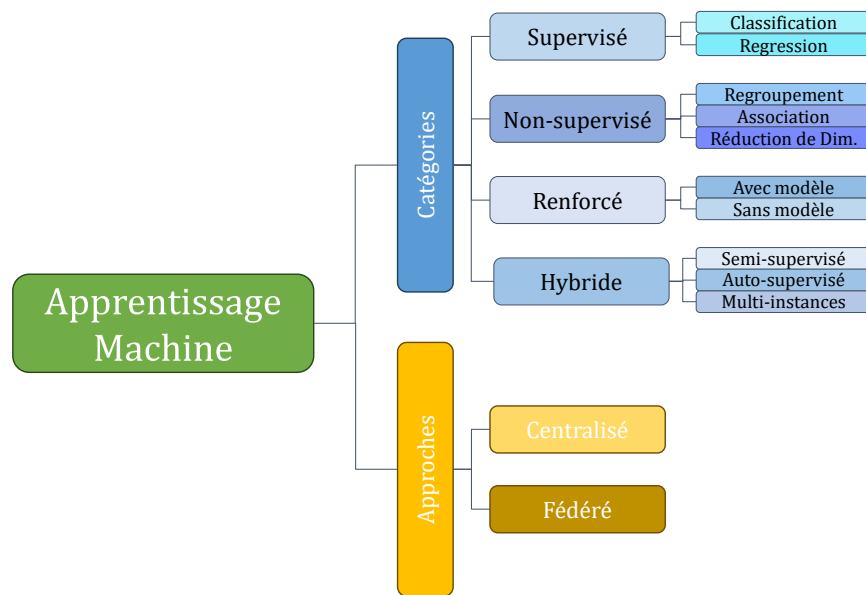 Apprentissage
Machine
Catégories
Supervisé
Classification
Regression
Non-supervisé
Regroupement
Association
Réduction de Dim.
Renforcé
Avec modèle
Sans modèle
Hybride
Semi-supervisé
Auto-supervisé
Multi-instances
Approches
Centralisé
Fédéré